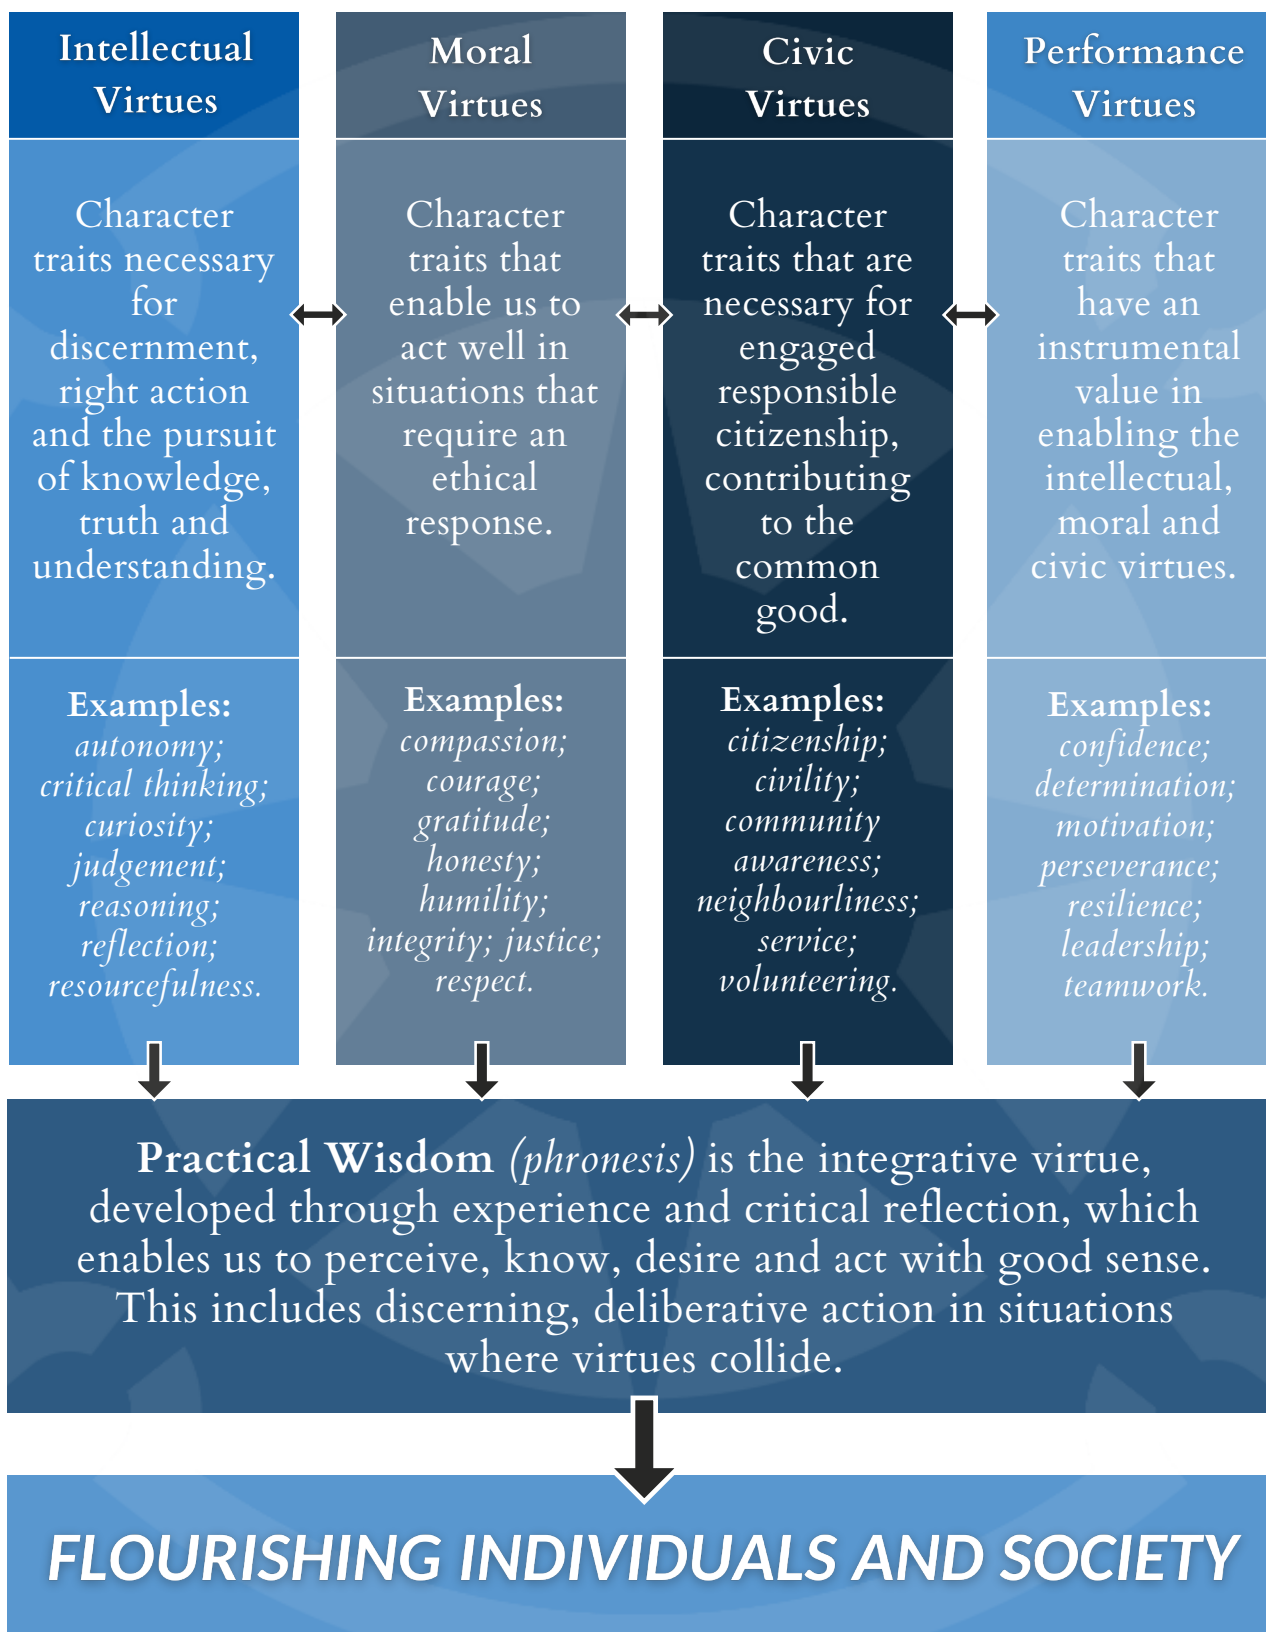 Intellectual
Virtues
Character
traits necessary
for
discernment,
right action
and the pursuit
of knowledge,
truth and
understanding.
Examples:
autonomy;
critical thinking;
curiosity;
judgement;
reasoning;
reflection;
resourcefulness.
Moral
Virtues
Character
traits that
enable us to
act well in
situations that
require an
ethical
response.
Examples:
compassion;
courage;
gratitude;
honesty;
humility;
integrity; justice;
respect.
Civic
Virtues
Character
traits that are
necessary for
engaged
responsible
citizenship,
contributing
to the
common
good.
Examples:
citizenship;
civility;
community
awareness;
neighbourliness;
service;
volunteering.
Performance
Virtues
Character
traits that
have an
instrumental
value in
enabling the
intellectual,
moral and
civic virtues.
Examples:
confidence;
determination;
motivation;
perseverance;
resilience;
leadership;
teamwork.
Practical Wisdom (phronesis) is the integrative virtue,
developed through experience and critical reflection, which
enables us to perceive, know, desire and act with good sense.
This includes discerning, deliberative action in situations
where virtues collide.
FLOURISHING INDIVIDUALS AND SOCIETY